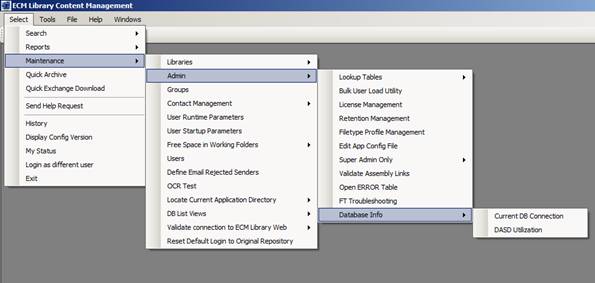 ECM Library Content Management
Select Tools File Help Windows
Search
Reports
Maintenance
Quick Archive
Quick Exchange Download
Send Help Request
History
Display Config Version
My Status
Login as different user
Exit
Libraries
Admin
Groups
Contact Management
User Runtime Parameters
User Startup Parameters
Free Space in Working Folders
Users
Define Email Rejected Senders
OCR Test
Locate Current Application Directory
DB List Views
Validate connection to ECM Library Web
Reset Default Login to Original Repository
Lookup Tables
Bulk User Load Utility
License Management
Retention Management
Filetype Profile Management
Edit App Config File
Super Admin Only
Validate Assembly Links
Open ERROR Table
FT Troubleshooting
Database Info
Current DB Connection
DASD Utilization